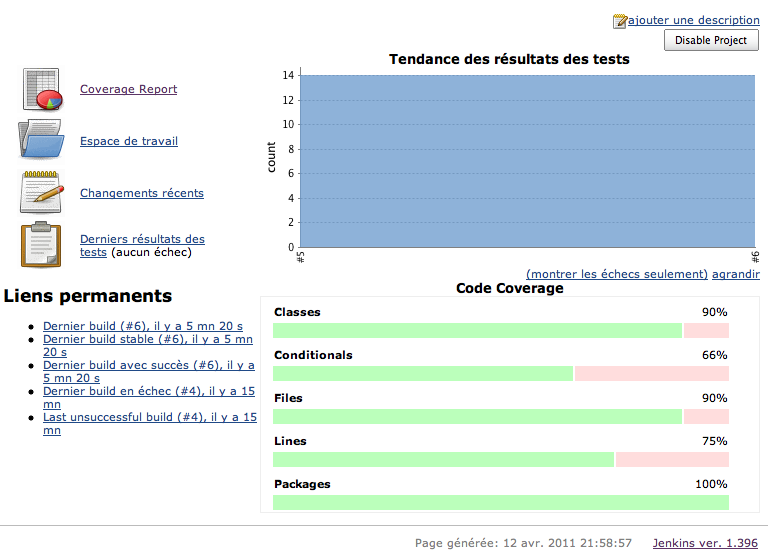 ajouter une description
Disable Project
Coverage Report
Espace de travail
Changements récents
Derniers résultats des
tests (aucun échec)
Tendance des résultats des tests
count
14
12
10
8
6
4
2
0
#5
#6
(montrer les échecs seulement) agrandir
Liens permanents
Dernier build (#6), il y a 5 mn 20 s
Dernier build stable (#6), il y a 5 mn
20 s
Dernier build avec succès (#6), il y a
5 mn 20 s
Dernier build en échec (#4), il y a 15
mn
Last unsuccessful build (#4), il y a 15
mn
Code Coverage
Classes 90%
Conditionals 66%
Files 90%
Lines 75%
Packages 100%
Page générée: 12 avr. 2011 21:58:57 Jenkins ver. 1.396